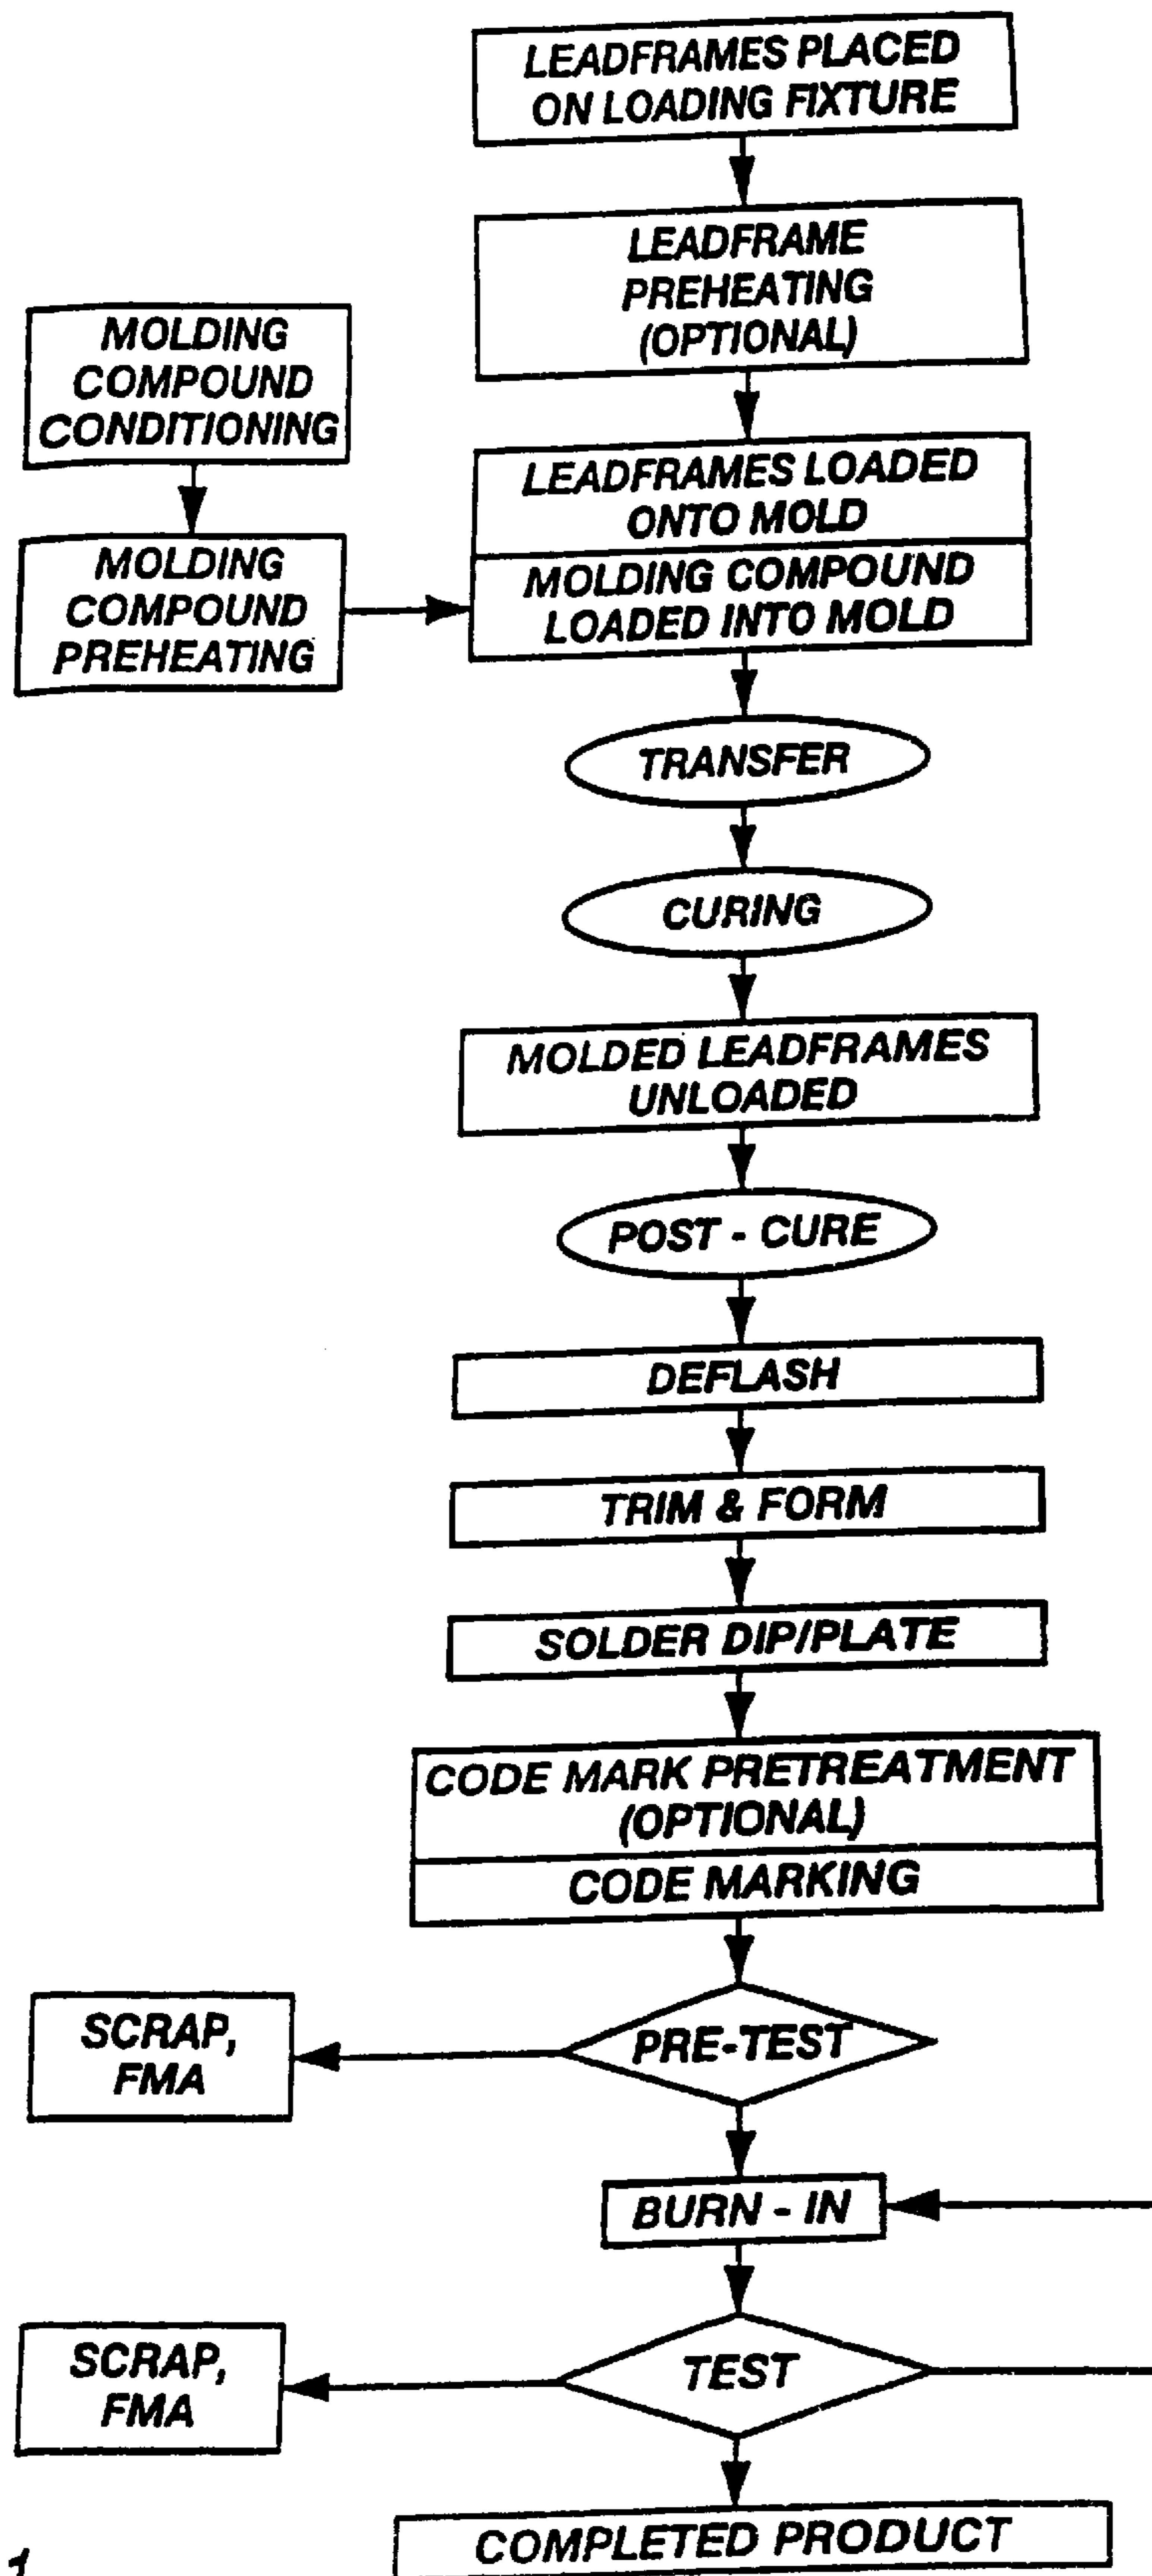 LEADFRAMES PLACED
ON LOADING FIXTURE
LEADFRAME
PREHEATING
(OPTIONAL)
MOLDING
COMPOUND
CONDITIONING
LEADFRAMES LOADED
ONTO MOLD
MOLDING
COMPOUND
PREHEATING
MOLDING COMPOUND
LOADED INTO MOLD
TRANSFER
CURING
MOLDED LEADFRAMES
UNLOADED
POST - CURE
DEFLASH
TRIM & FORM
SOLDER DIP/PLATE
CODE MARK PRETREATMENT
(OPTIONAL)
CODE MARKING
PRE-TEST
SCRAP,
FMA
BURN - IN
TEST
SCRAP,
FMA
COMPLETED PRODUCT
1